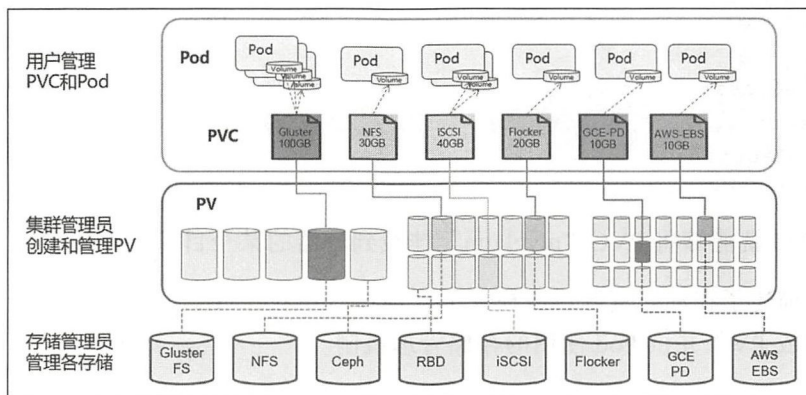 用户管理
PVC和Pod
Pod
Pod
Volume
Volume
Volume
Pod
Volume
Pod
Volume
Volume
Pod
Volume
Pod
Volume
Pod
Volume
PVC
Gluster
100GB
NFS
30GB
iSCSI
40GB
Flocker
20GB
GCE-PD
10GB
AWS-EBS
10GB
集群管理员
创建和管理PV
PV
存储管理员
管理各存储
Gluster
FS
NFS
Ceph
RBD
iSCSI
Flocker
GCE
PD
AWS
EBS